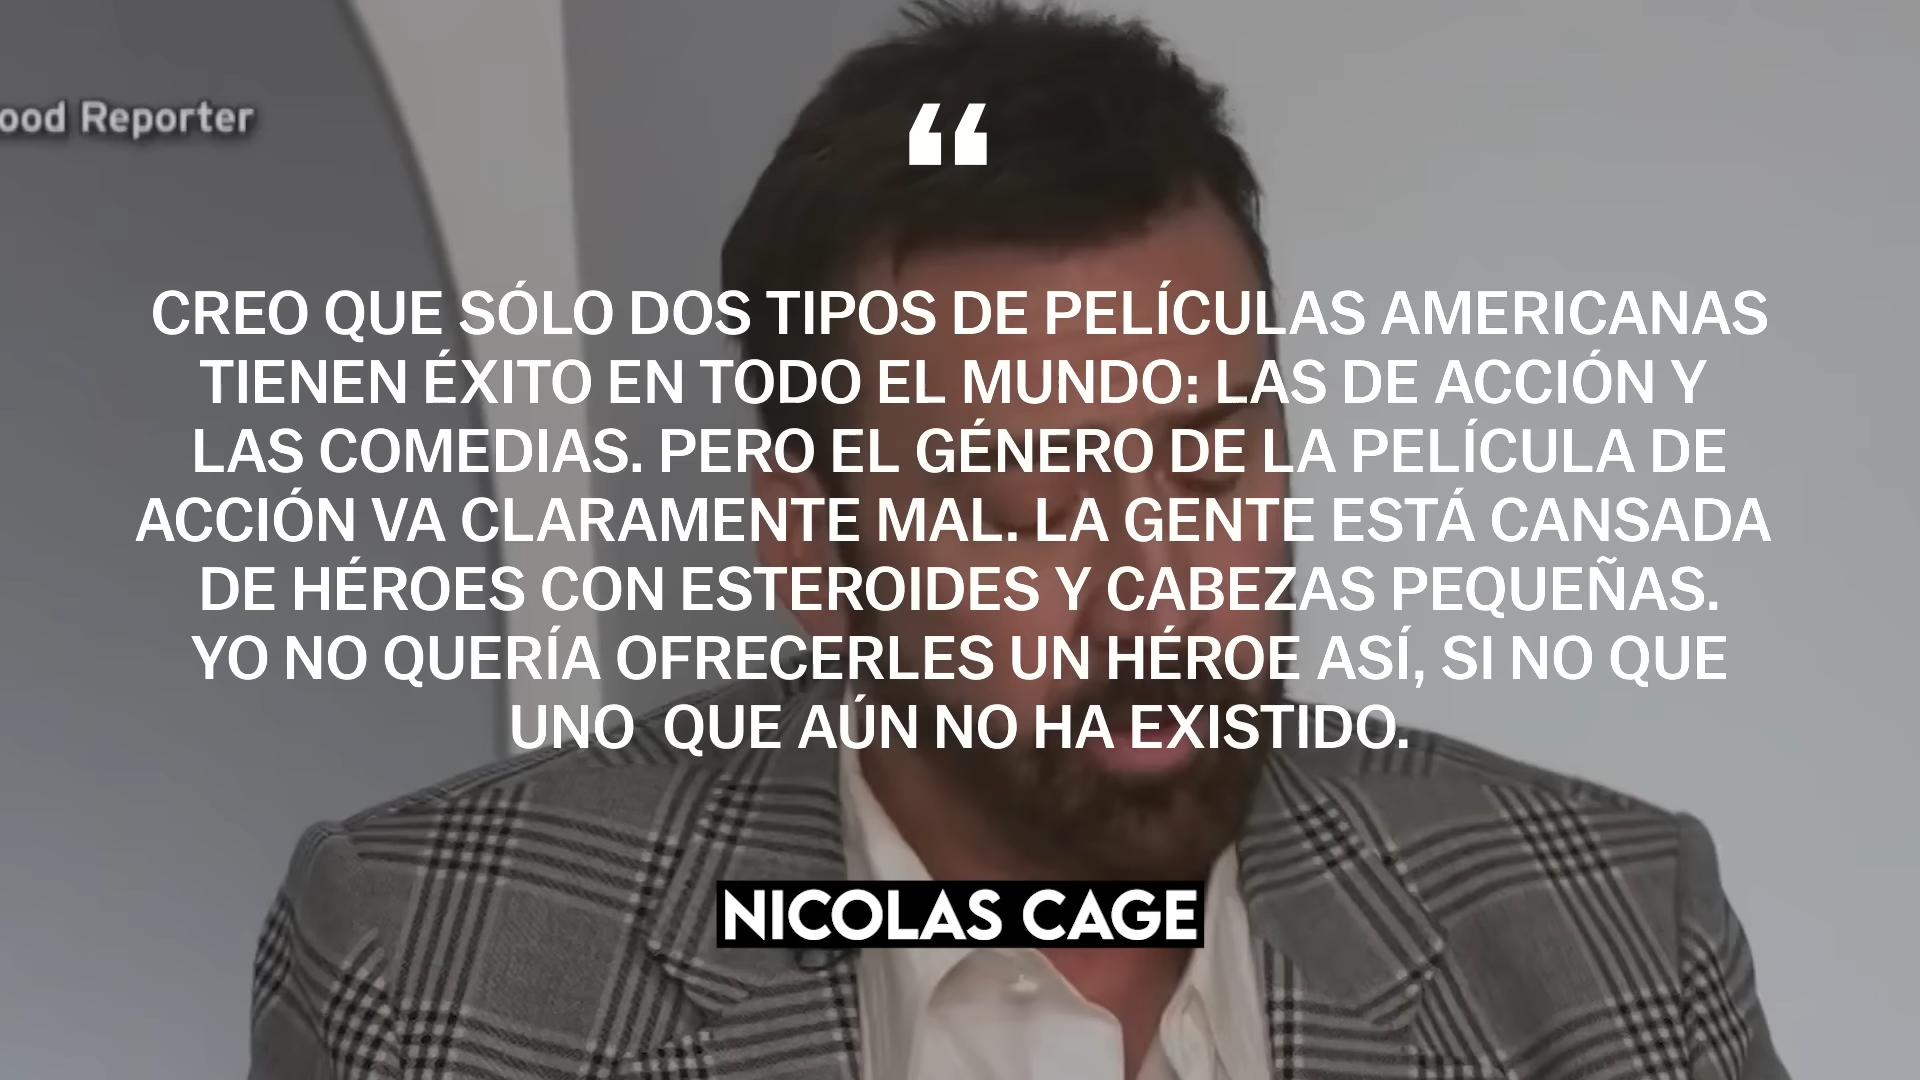 ood Reporter
“
CREO QUE SÓLO DOS TIPOS DE PELÍCULAS AMERICANAS
TIENEN ÉXITO EN TODO EL MUNDO: LAS DE ACCIÓN Y
LAS COMEDIAS. PERO EL GÉNERO DE LA PELÍCULA DE
ACCIÓN VA CLARAMENTE MAL. LA GENTE ESTÁ CANSADA
DE HÉROES CON ESTEROIDES Y CABEZAS PEQUEÑAS.
YO NO QUERÍA OFRECERLES UN HÉROE ASÍ, SI NO QUE
UNO  QUE AÚN NO HA EXISTIDO.
NICOLAS CAGE